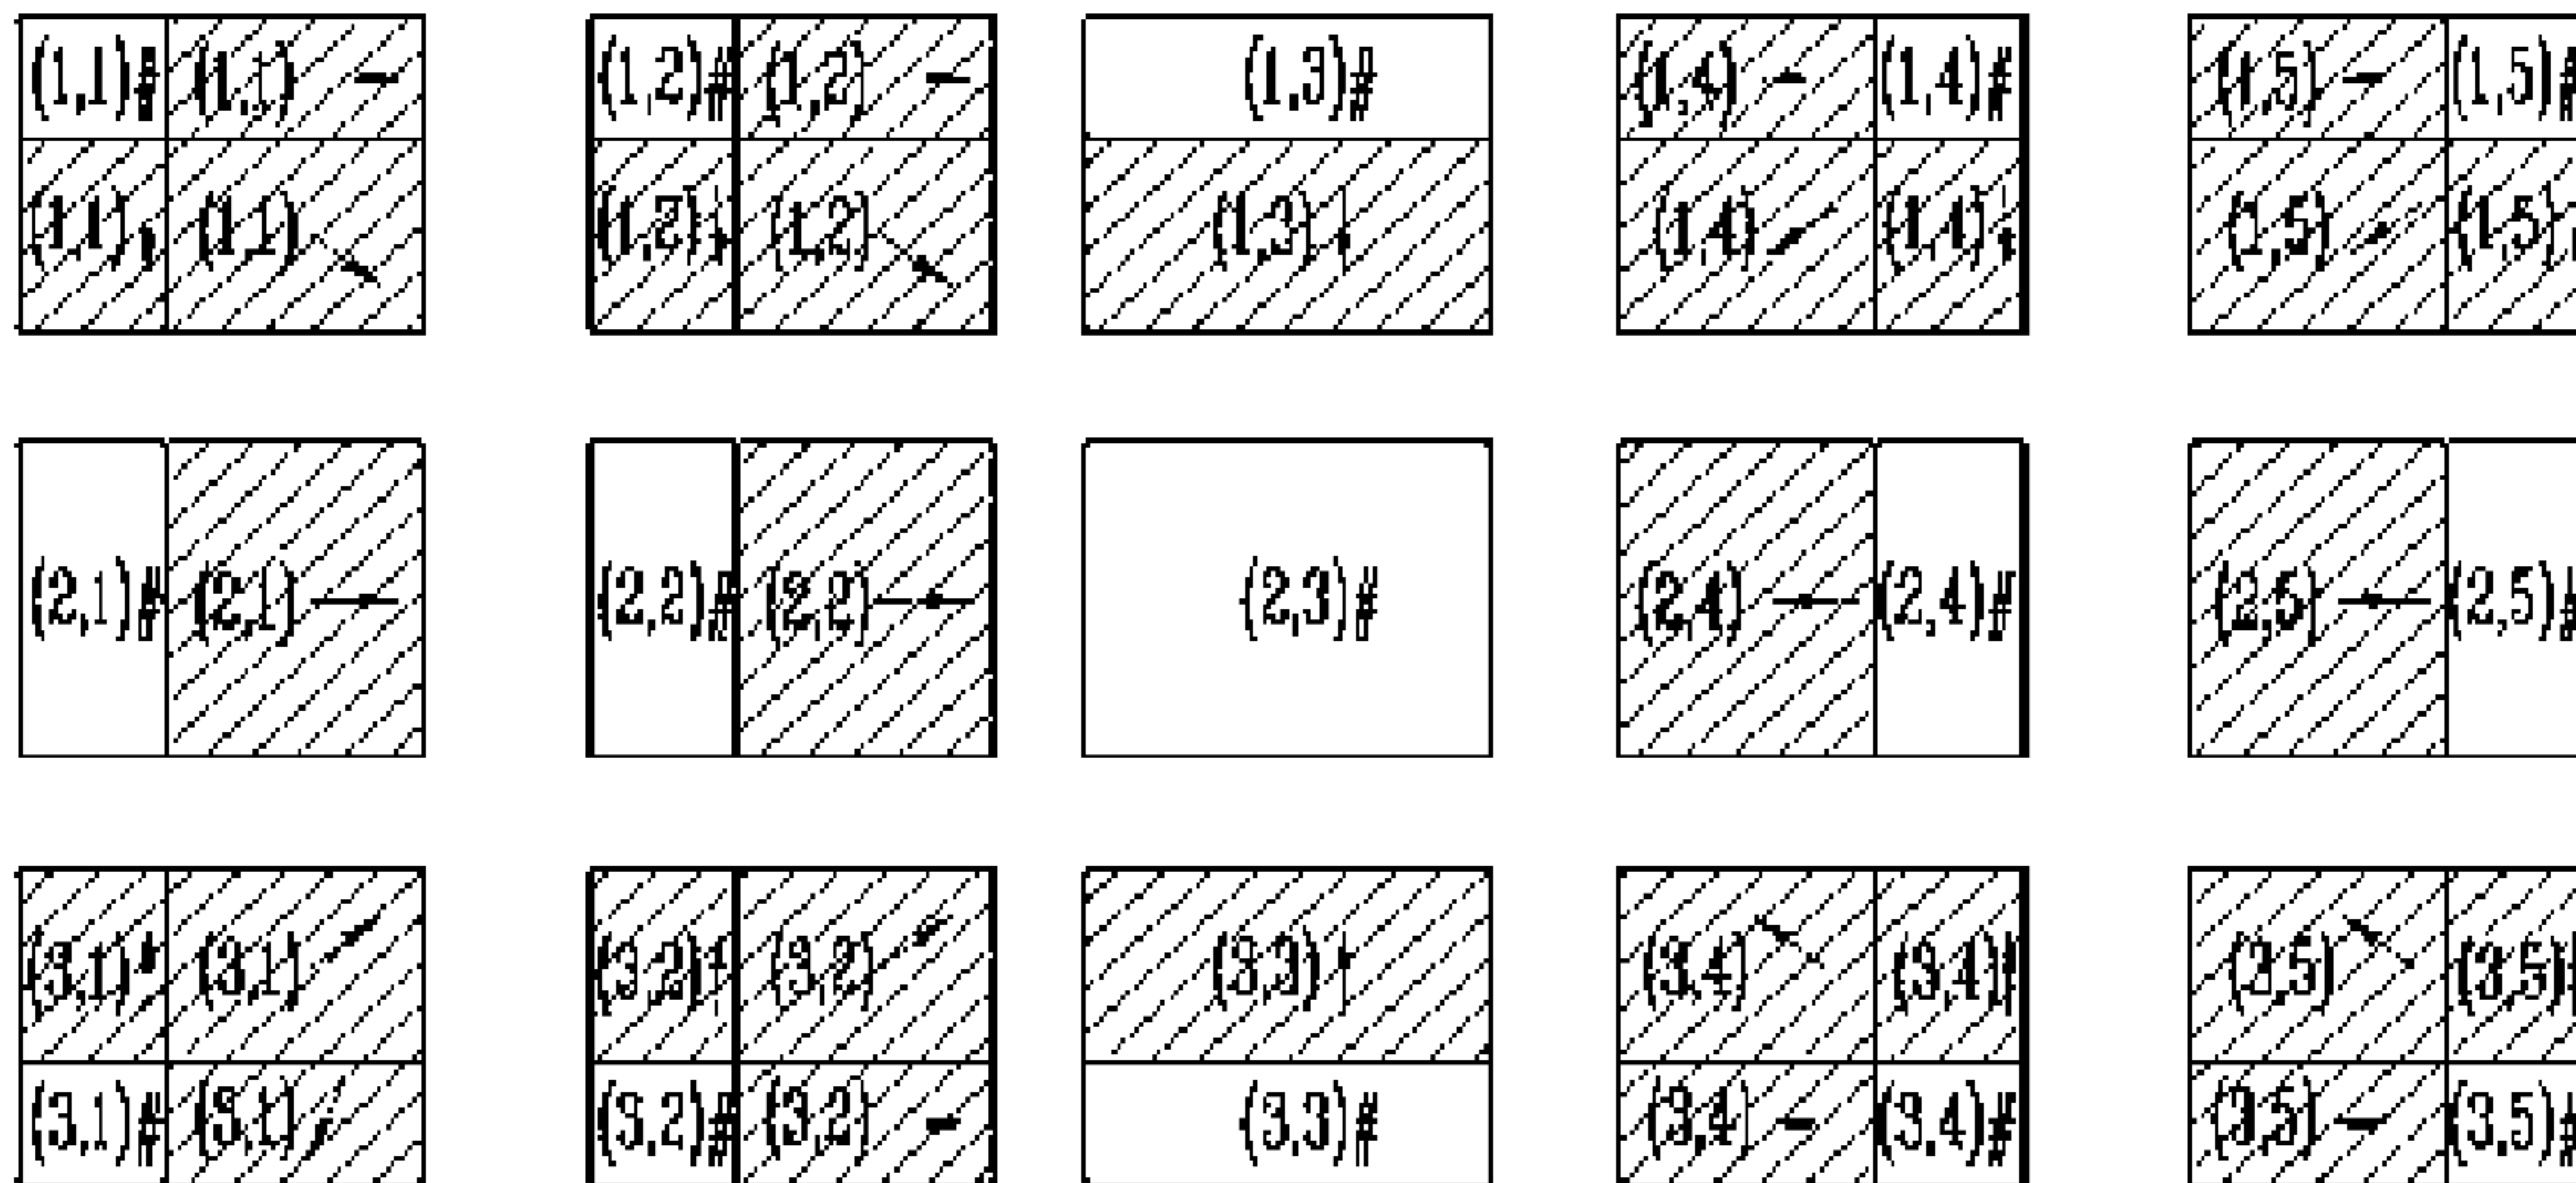 (1,1)# (1,1) (1,2)# (1,2) (1,3)# (1,4) (1,4)# (1,5) (1,5)#
(1,1) (1,1) (1,2) (1,2) (1,3) (1,4) (1,4) (1,5) (1,5)
(2,1)# (2,1) (2,2)# (2,2) (2,3)# (2,4) (2,4)# (2,5) (2,5)#
(3,1) (3,1) (3,2) (3,2) (3,3) (3,4) (3,4) (3,5) (3,5)
(3,1)# (3,1) (3,2)# (3,2) (3,3)# (3,4) (3,4)# (3,5) (3,5)#